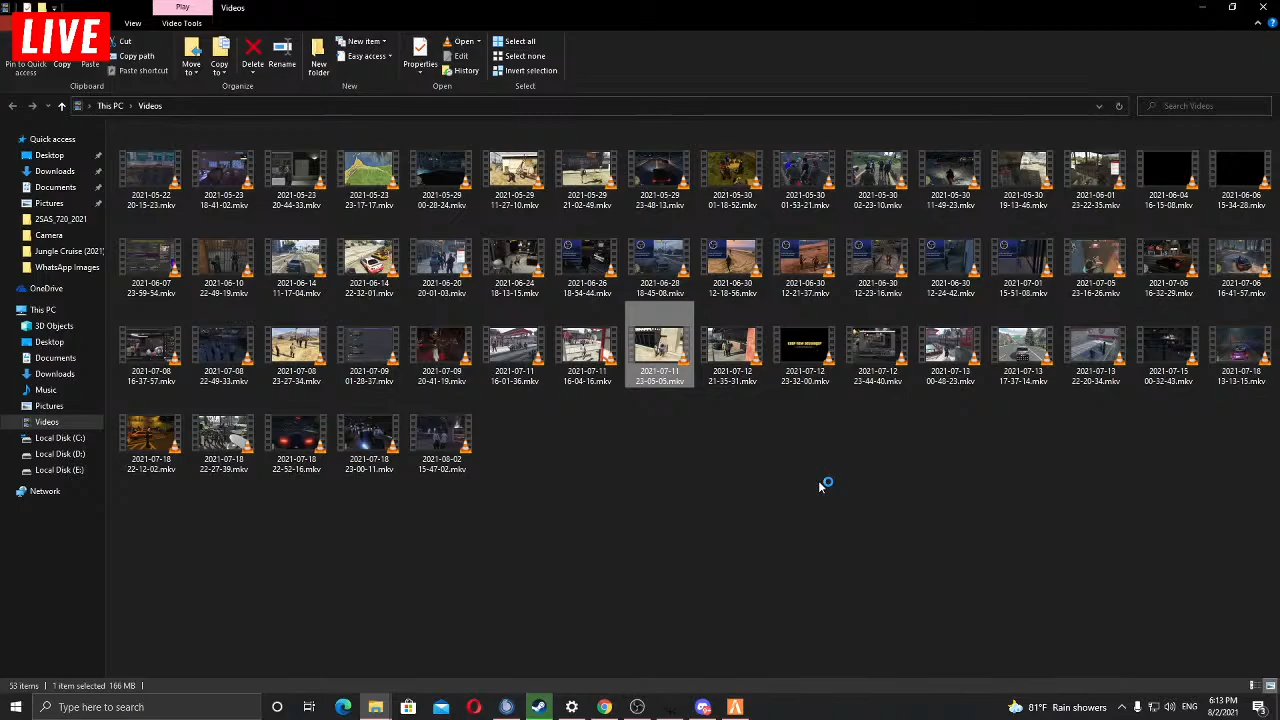 Play
Videos
LIVE
View
Video Tools
Cut
Copy path
Paste shortcut
Pin to Quick access
Copy
Paste
Move to
Copy to
Delete
Rename
New folder
New item
Easy access
Properties
Open
Edit
History
Select all
Select none
Invert selection
Clipboard
Organize
New
Open
Select
This PC
Videos
Search Videos
Quick access
Desktop
Downloads
Documents
Pictures
2SAS_720_2021
Camera
Jungle Cruise (2021)
WhatsApp Images
OneDrive
This PC
3D Objects
Desktop
Documents
Downloads
Music
Pictures
Videos
Local Disk (C:)
Local Disk (D:)
Local Disk (E:)
Network
2021-05-22 20-15-23.mkv
2021-05-23 18-41-02.mkv
2021-05-23 20-44-33.mkv
2021-05-23 23-17-17.mkv
2021-05-29 00-28-24.mkv
2021-05-29 11-27-10.mkv
2021-05-29 21-02-49.mkv
2021-05-29 23-48-13.mkv
2021-05-30 01-18-52.mkv
2021-05-30 01-53-21.mkv
2021-05-30 02-23-10.mkv
2021-05-30 11-49-23.mkv
2021-05-30 19-13-46.mkv
2021-06-01 23-22-35.mkv
2021-06-04 16-15-08.mkv
2021-06-06 15-34-28.mkv
2021-06-07 23-59-54.mkv
2021-06-10 22-49-19.mkv
2021-06-14 11-17-04.mkv
2021-06-14 22-32-01.mkv
2021-06-20 20-01-03.mkv
2021-06-24 18-13-15.mkv
2021-06-26 18-54-44.mkv
2021-06-28 18-45-08.mkv
2021-06-30 12-18-56.mkv
2021-06-30 12-21-37.mkv
2021-06-30 12-23-16.mkv
2021-06-30 12-24-45.mkv
2021-07-01 15-51-08.mkv
2021-07-05 23-16-26.mkv
2021-07-06 16-32-29.mkv
2021-07-06 16-41-57.mkv
2021-07-08 16-37-57.mkv
2021-07-08 22-49-33.mkv
2021-07-08 23-27-34.mkv
2021-07-09 01-28-37.mkv
2021-07-09 20-41-19.mkv
2021-07-11 16-01-36.mkv
2021-07-11 16-04-16.mkv
2021-07-11 23-05-05.mkv
2021-07-12 21-35-31.mkv
2021-07-12 23-32-00.mkv
2021-07-12 23-44-40.mkv
2021-07-13 00-48-23.mkv
2021-07-13 17-37-14.mkv
2021-07-13 22-20-34.mkv
2021-07-15 00-32-43.mkv
2021-07-18 13-13-15.mkv
2021-07-18 22-12-02.mkv
2021-07-18 22-27-39.mkv
2021-07-18 22-52-16.mkv
2021-07-18 23-00-11.mkv
2021-08-02 15-47-02.mkv
53 items
1 item selected 166 MB
Type here to search
81°F Rain showers
6:13 PM
8/2/2021
3